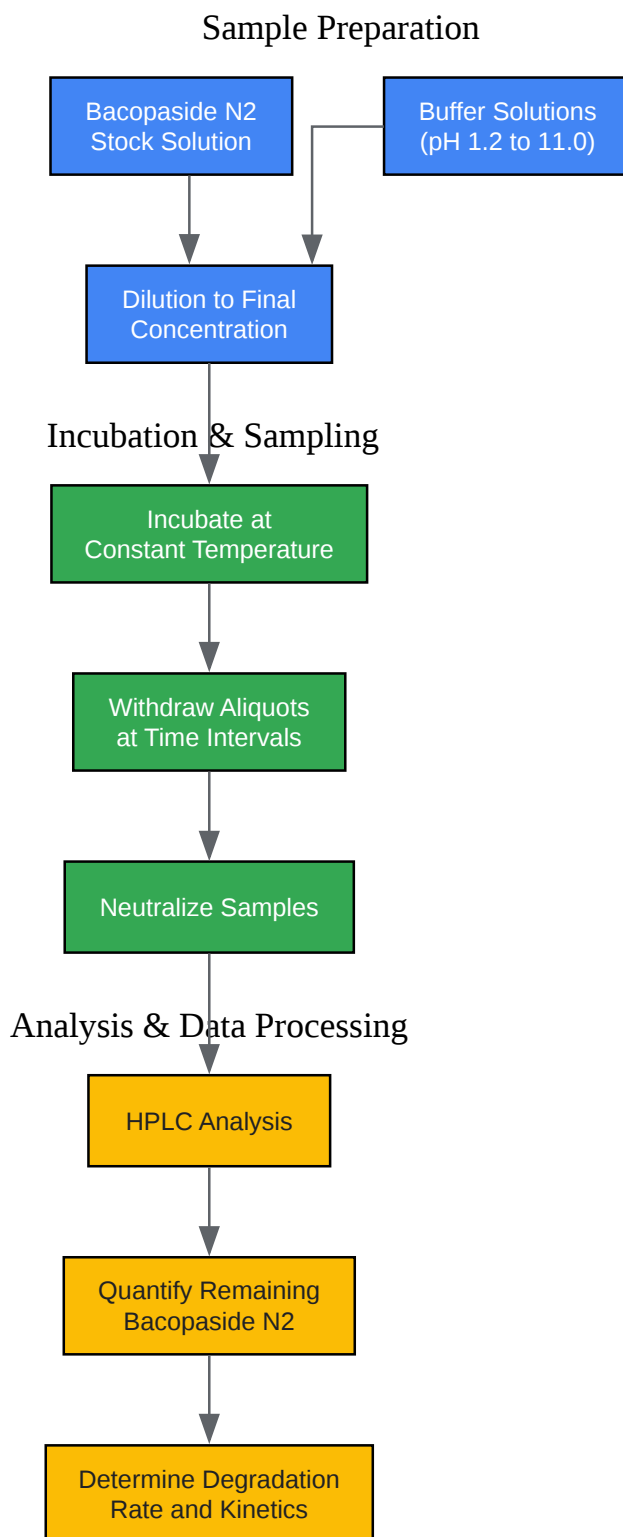 Sample Preparation
Bacopaside N2
Stock Solution
Buffer Solutions
(pH 1.2 to 11.0)
Dilution to Final
Concentration
Incubation & Sampling
Incubate at
Constant Temperature
Withdraw Aliquots
at Time Intervals
Neutralize Samples
Analysis & Data Processing
HPLC Analysis
Quantify Remaining
Bacopaside N2
Determine Degradation
Rate and Kinetics